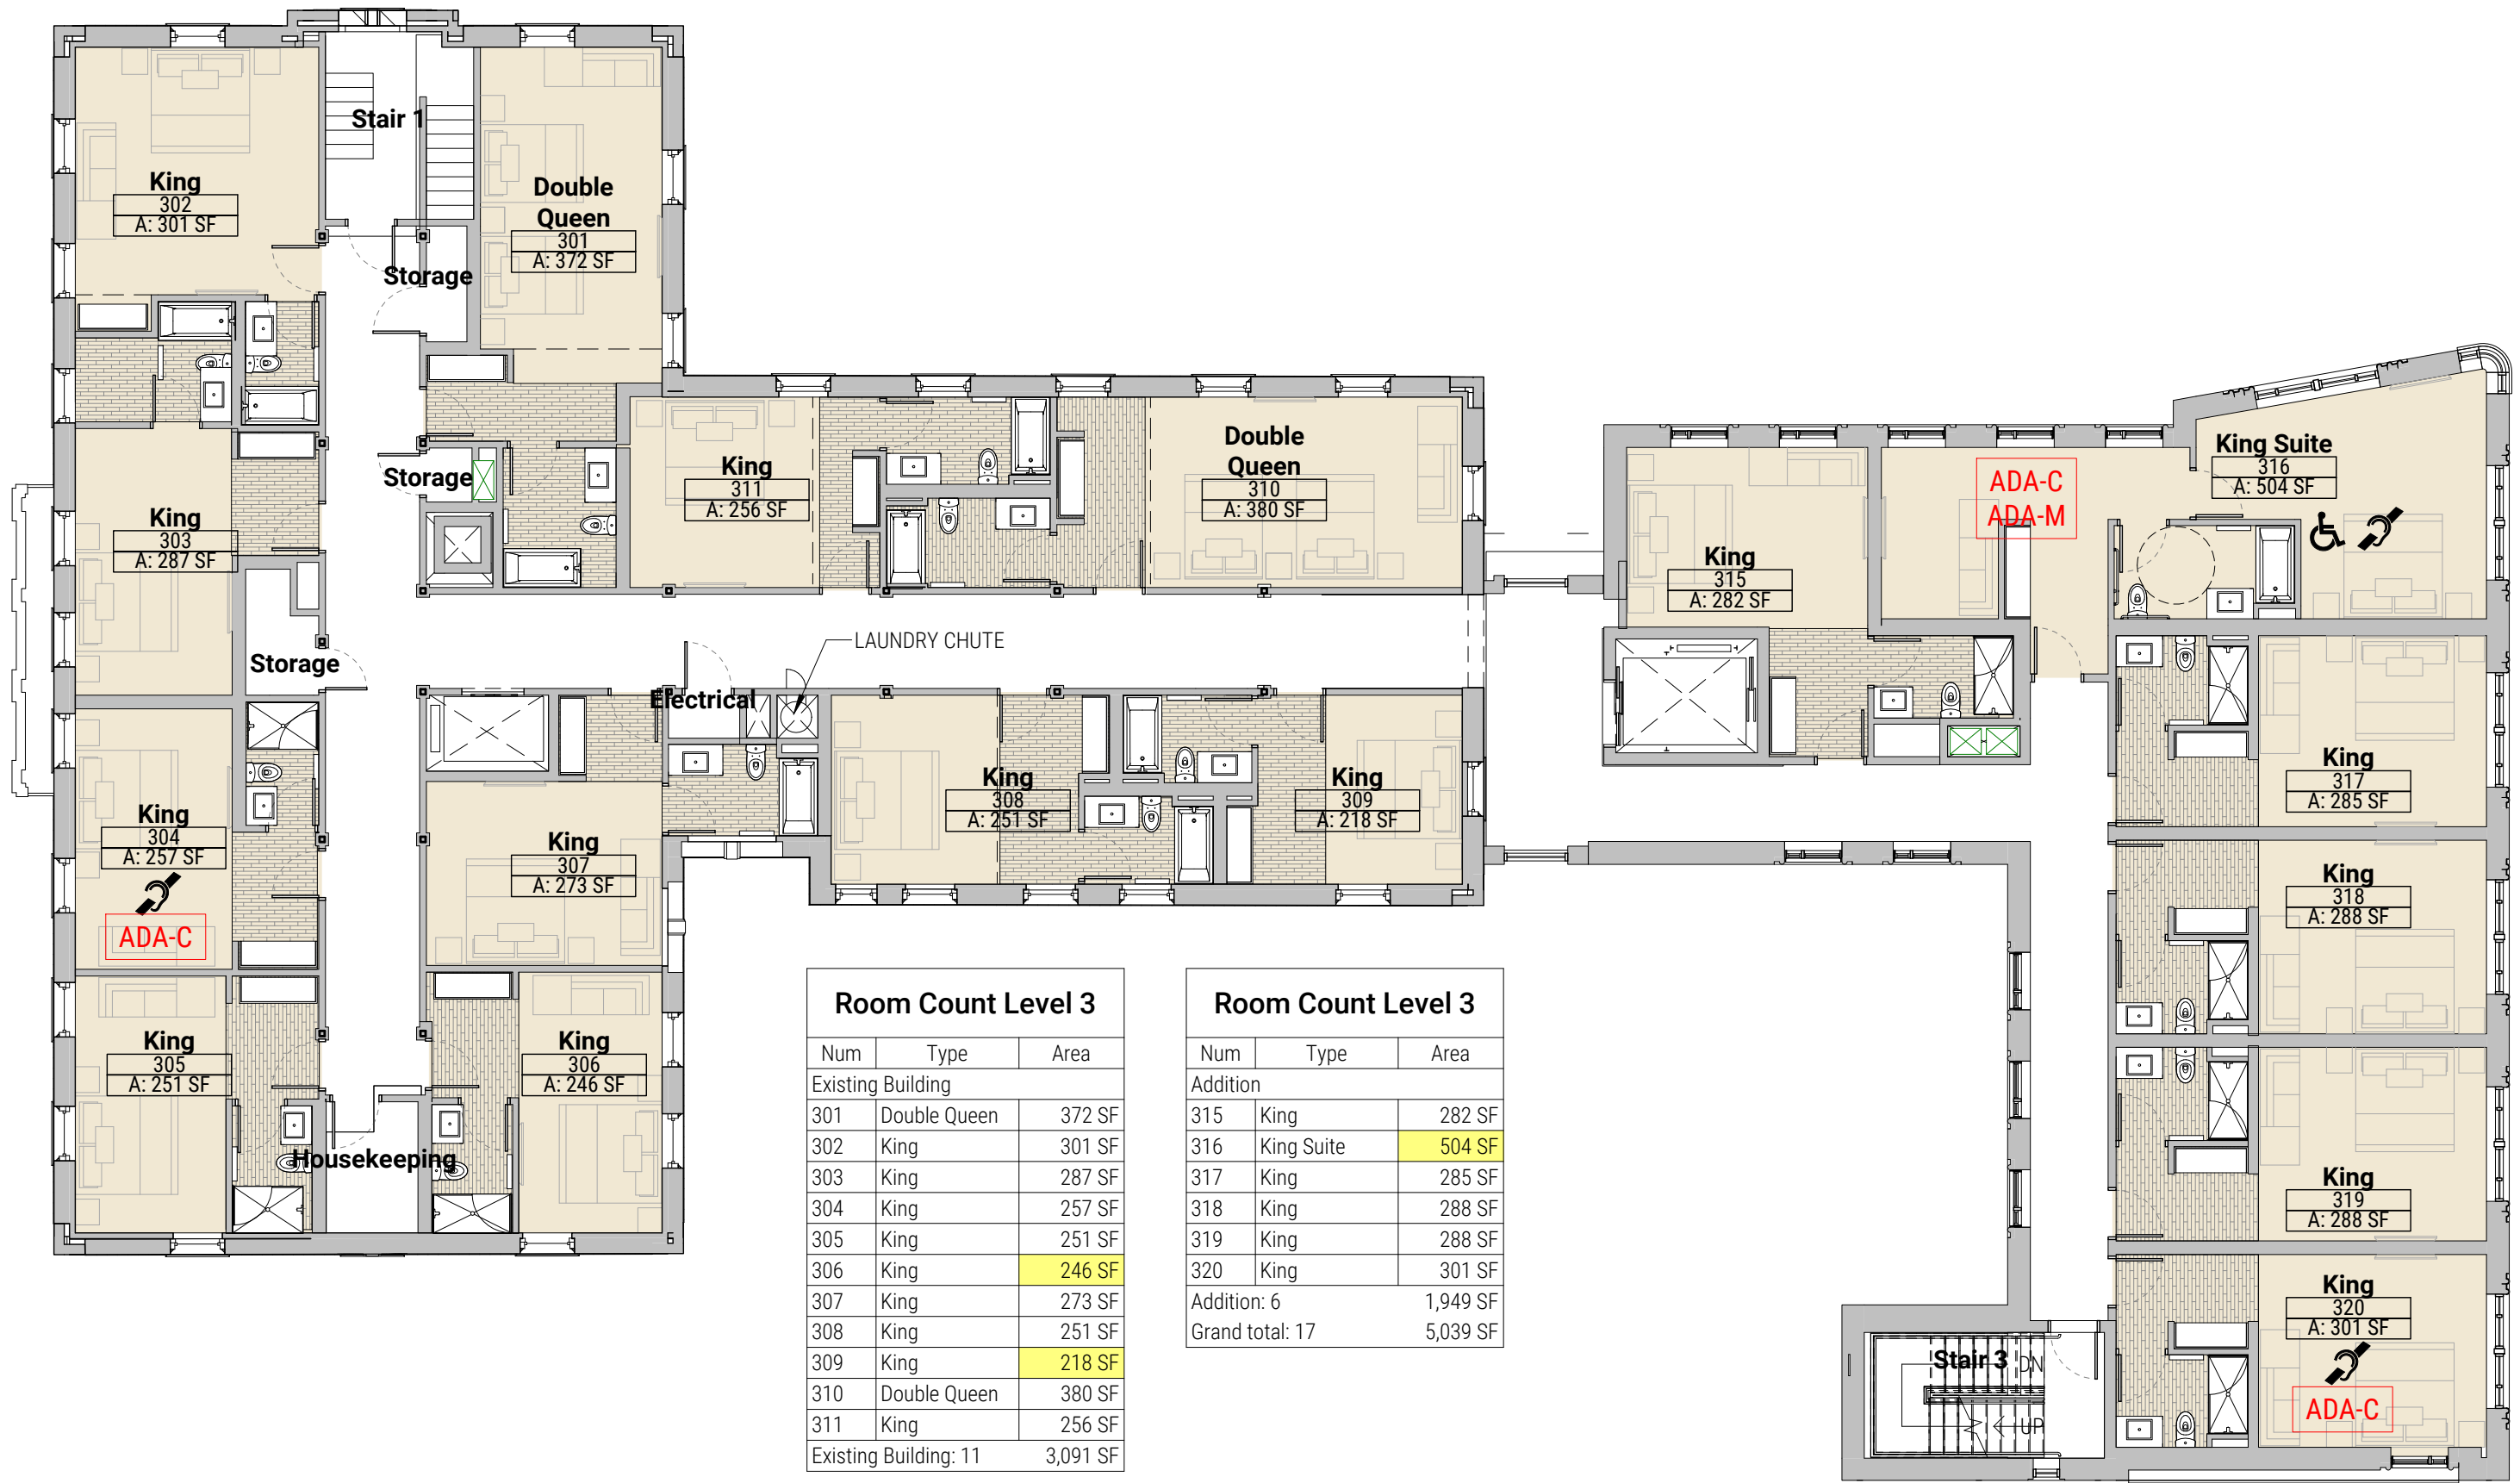 Stair 1
King
302
A: 301 SF
Double
Queen
301
A: 372 SF
Storage
Storage
King
303
A: 287 SF
King
311
A: 256 SF
Double
Queen
310
A: 380 SF
King Suite
316
A: 504 SF
ADA-C
ADA-M
King
315
A: 282 SF
LAUNDRY CHUTE
Storage
Electrical
King
304
A: 257 SF
ADA-C
King
307
A: 273 SF
King
308
A: 251 SF
King
309
A: 218 SF
King
317
A: 285 SF
King
318
A: 288 SF
King
305
A: 251 SF
King
306
A: 246 SF
Housekeeping
King
319
A: 288 SF
King
320
A: 301 SF
ADA-C
Stair 3
DN
UP
Room Count Level 3
Num Type Area
Existing Building
301 Double Queen 372 SF
302 King 301 SF
303 King 287 SF
304 King 257 SF
305 King 251 SF
306 King 246 SF
307 King 273 SF
308 King 251 SF
309 King 218 SF
310 Double Queen 380 SF
311 King 256 SF
Existing Building: 11 3,091 SF
Room Count Level 3
Num Type Area
Addition
315 King 282 SF
316 King Suite 504 SF
317 King 285 SF
318 King 288 SF
319 King 288 SF
320 King 301 SF
Addition: 6 1,949 SF
Grand total: 17 5,039 SF